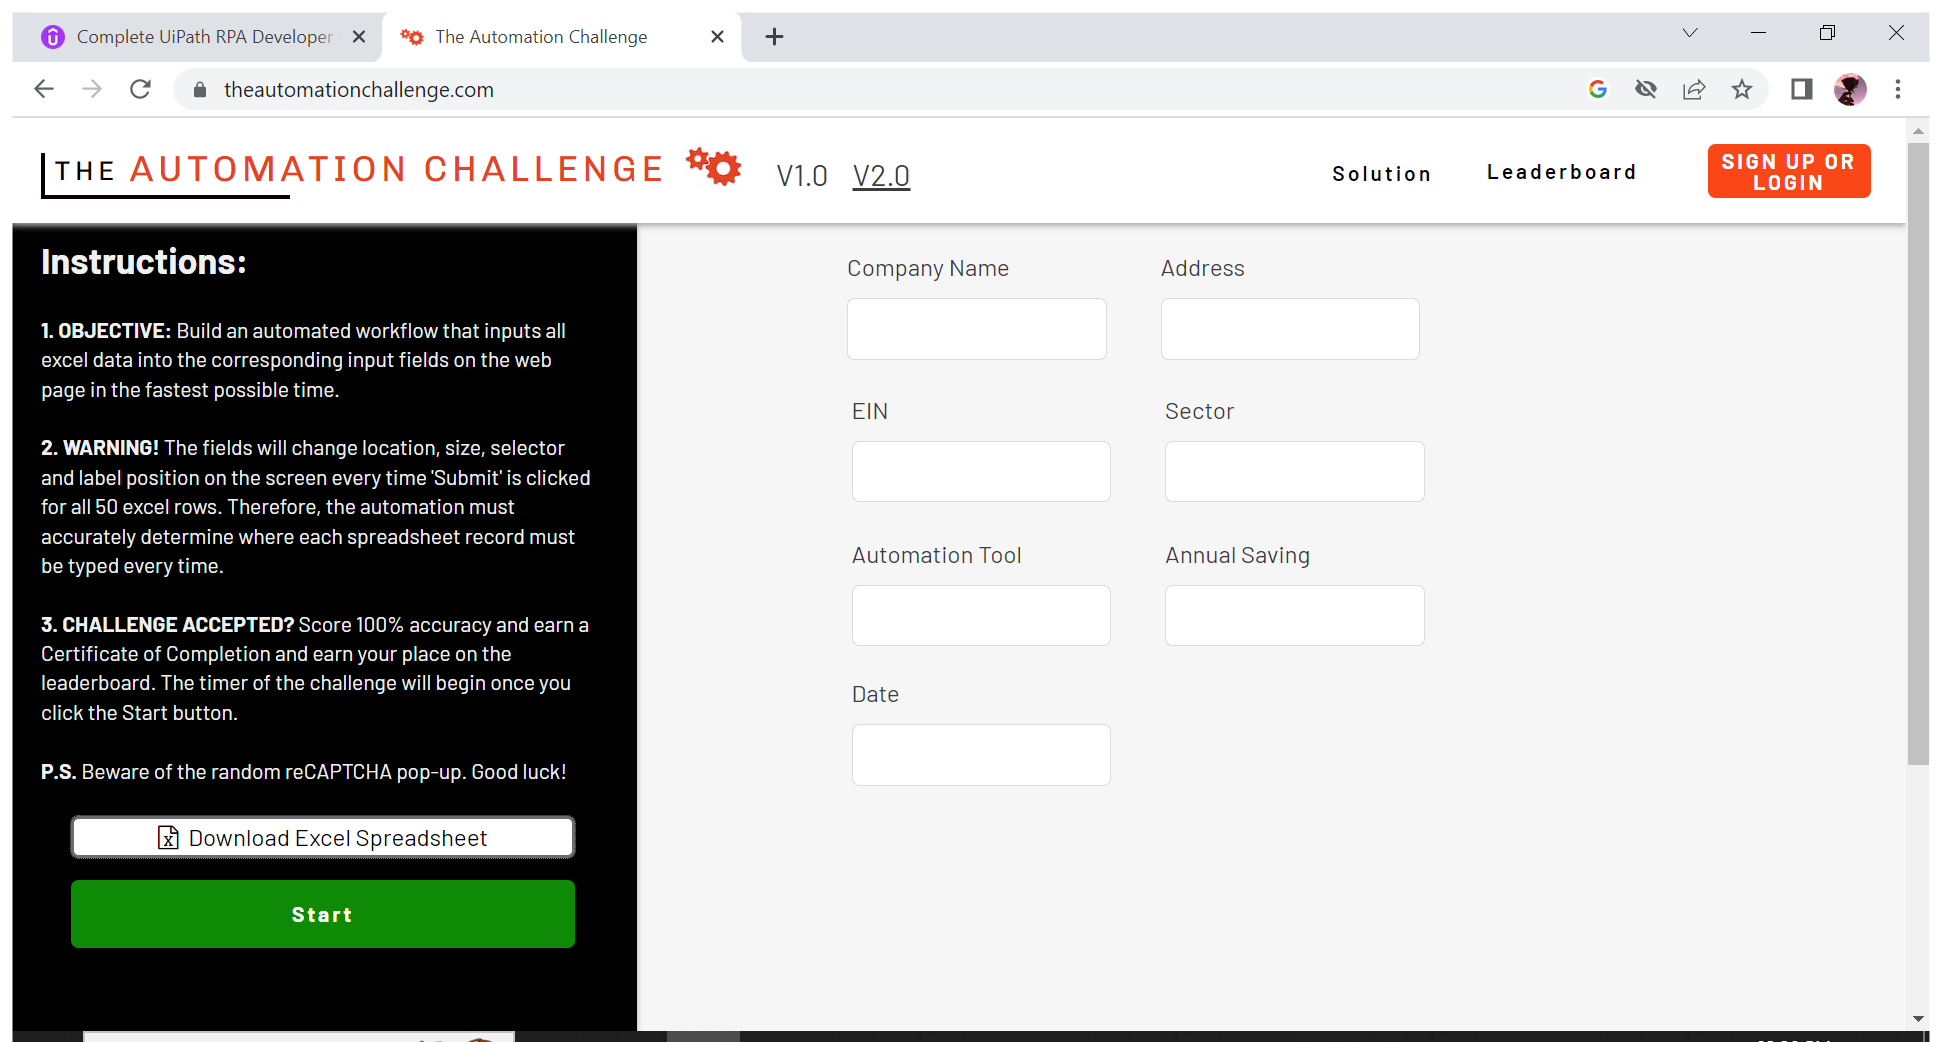 Complete UiPath RPA Developer
The Automation Challenge
theautomationchallenge.com
THE AUTOMATION CHALLENGE
V1.0 V2.0
Solution
Leaderboard
SIGN UP OR
LOGIN
Instructions:
1. OBJECTIVE: Build an automated workflow that inputs all
excel data into the corresponding input fields on the web
page in the fastest possible time.
2. WARNING! The fields will change location, size, selector
and label position on the screen every time 'Submit' is clicked
for all 50 excel rows. Therefore, the automation must
accurately determine where each spreadsheet record must
be typed every time.
3. CHALLENGE ACCEPTED? Score 100% accuracy and earn a
Certificate of Completion and earn your place on the
leaderboard. The timer of the challenge will begin once you
click the Start button.
P.S. Beware of the random reCAPTCHA pop-up. Good luck!
Download Excel Spreadsheet
Start
Company Name
Address
EIN
Sector
Automation Tool
Annual Saving
Date